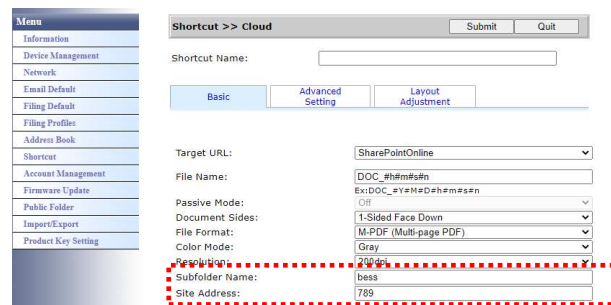 Menu
Information
Device Management
Network
Email Default
Filing Default
Filing Profiles
Address Book
Shortcut
Account Management
Firmware Update
Public Folder
Import/Export
Product Key Setting
Shortcut >> Cloud
Submit
Quit
Shortcut Name:
Basic
Advanced
Setting
Layout
Adjustment
Target URL: SharePointOnline
File Name: DOC_#h#m#s#n
Ex:DOC_#Y#M#D#h#m#s#n
Passive Mode: Off
Document Sides: 1-Sided Face Down
File Format: M-PDF (Multi-page PDF)
Color Mode: Gray
Resolution: 200dpi
Subfolder Name: bess
Site Address: 789